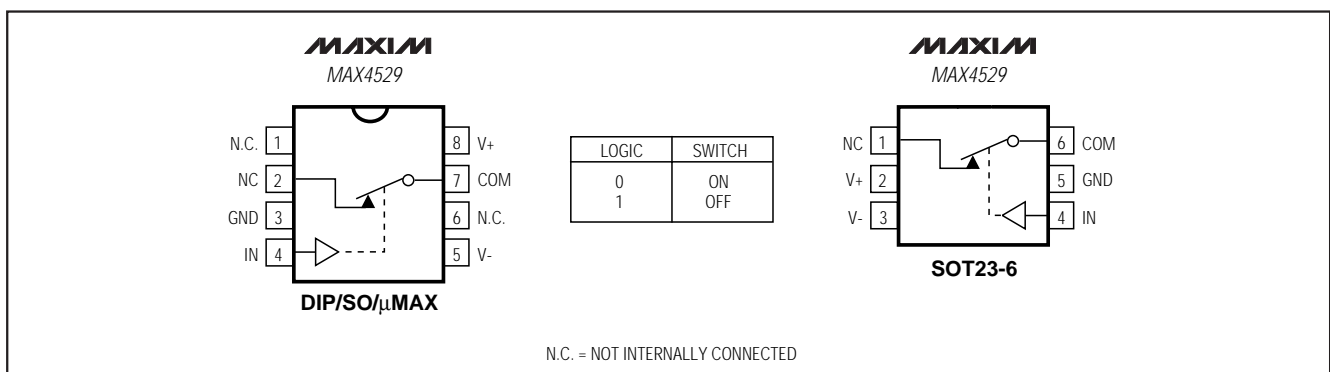 MAXIM
MAX4529
N.C. 1
NC 2
GND 3
IN 4
8 V+
7 COM
6 N.C.
5 V-
DIP/SO/µMAX
LOGIC SWITCH
0 ON
1 OFF
MAXIM
MAX4529
NC 1
V+ 2
V- 3
6 COM
5 GND
4 IN
SOT23-6
N.C. = NOT INTERNALLY CONNECTED